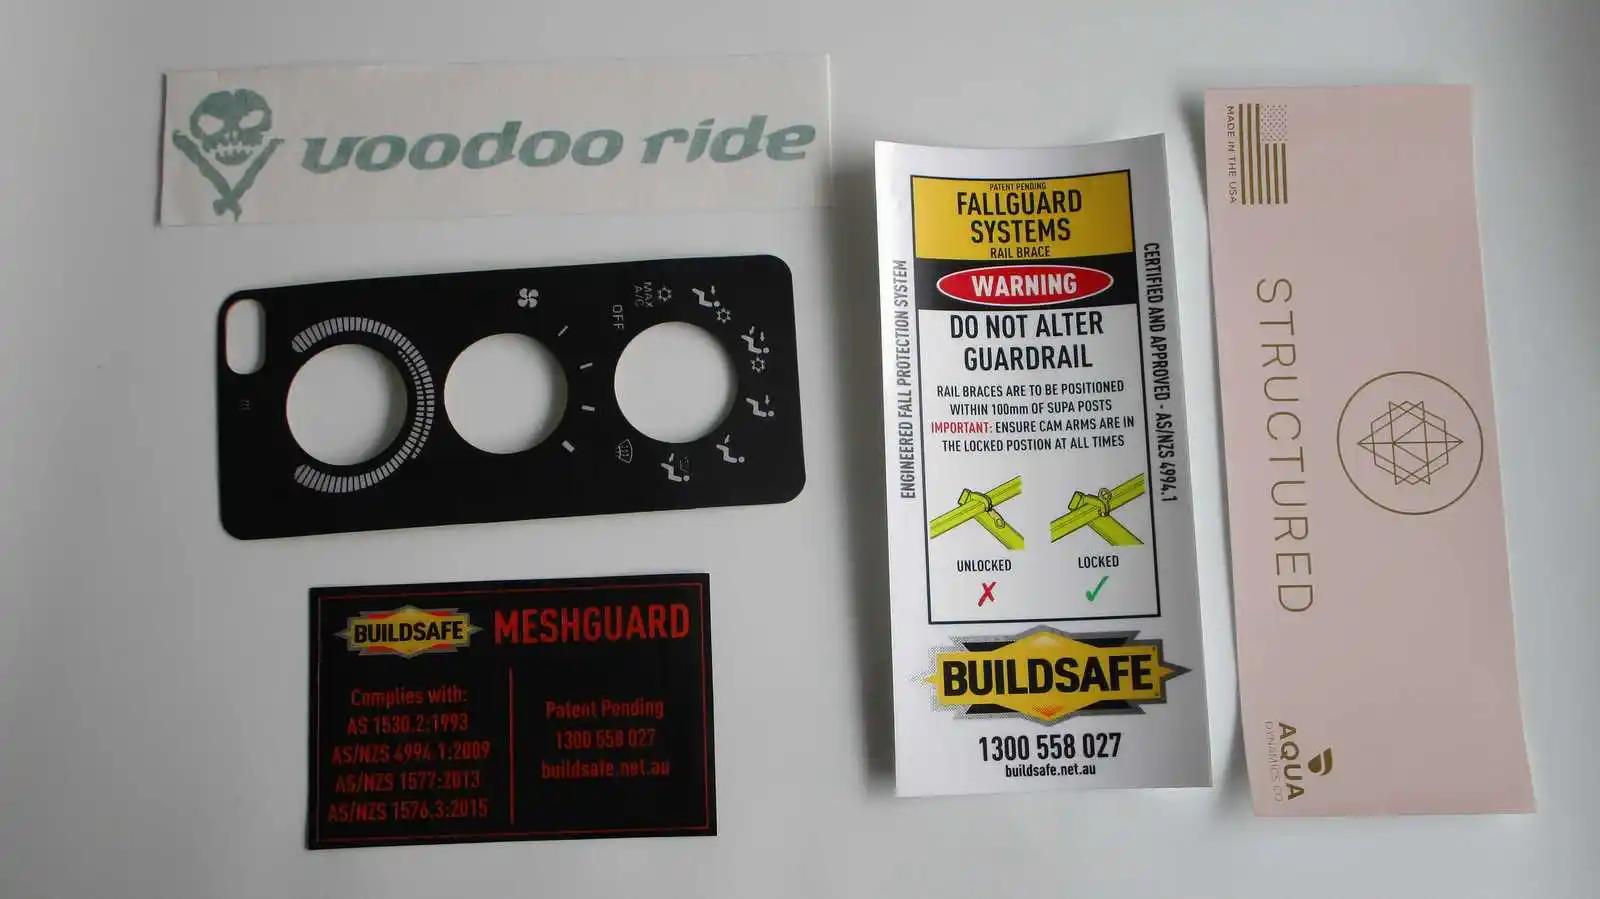 voodoo ride
MAX
A/C
OFF
BUILDSAFE MESHGUARD
Complies with:
AS 1530.2:1993
AS/NZS 4994.1:2009
AS/NZS 1577:2013
AS/NZS 1576.3:2015
Patent Pending
1300 558 027
buildsafe.net.au
PATENT PENDING
FALLGUARD
SYSTEMS
RAIL BRACE
WARNING
DO NOT ALTER
GUARDRAIL
RAIL BRACES ARE TO BE POSITIONED
WITHIN 100mm OF SUPA POSTS
IMPORTANT: ENSURE CAM ARMS ARE IN
THE LOCKED POSTION AT ALL TIMES
UNLOCKED
LOCKED
ENGINEERED FALL PROTECTION SYSTEM
CERTIFIED AND APPROVED - AS/NZS 4994.1
BUILDSAFE
1300 558 027
buildsafe.net.au
MADE IN THE USA
STRUCTURED
AQUA
DYNAMICS CO